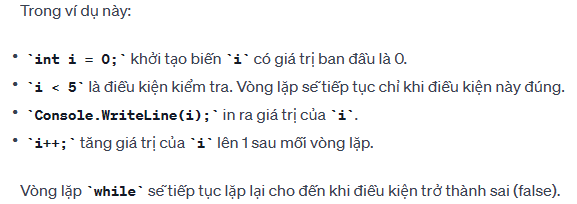 Trong ví dụ này:
• `int i = 0;` khởi tạo biến `i` có giá trị ban đầu là 0.
• `i < 5` là điều kiện kiểm tra. Vòng lặp sẽ tiếp tục chỉ khi điều kiện này đúng.
• `Console.WriteLine(i);` in ra giá trị của `i`.
• `i++;` tăng giá trị của `i` lên 1 sau mỗi vòng lặp.
Vòng lặp `while` sẽ tiếp tục lặp lại cho đến khi điều kiện trở thành sai (false).